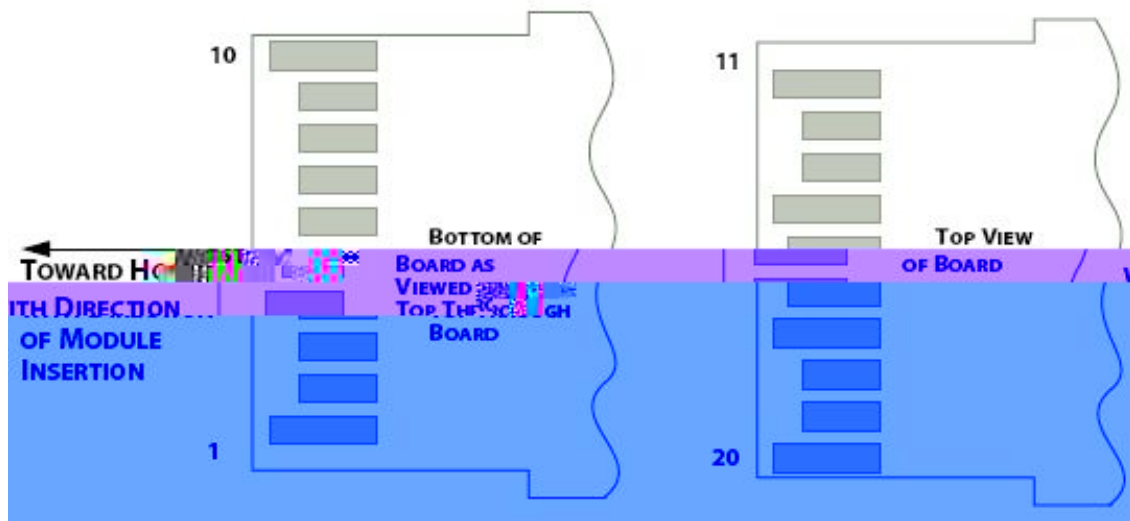 10
11
BOTTOM OF
BOARD AS
VIEWED
BOARD
TOP VIEW
OF BOARD
TOWARD
ITH DIRECTION
OF MODULE
INSERTION
1
20